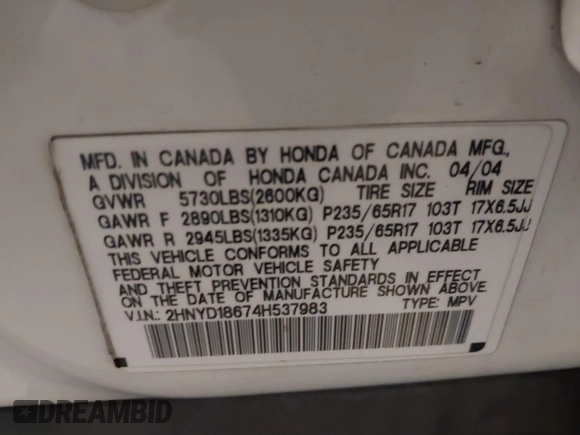 MFD. IN CANADA BY HONDA OF CANADA MFG.,
A DIVISION OF HONDA CANADA INC. 04/04
GVWR 5730LBS(2600KG) TIRE SIZE RIM SIZE
GAWR F 2890LBS(1310KG) P235/65R17 103T 17X6.5JJ
GAWR R 2945LBS(1335KG) P235/65R17 103T 17X6.5JJ
THIS VEHICLE CONFORMS TO ALL APPLICABLE
FEDERAL MOTOR VEHICLE SAFETY
AND THEFT PREVENTION STANDARDS IN EFFECT
ON THE DATE OF MANUFACTURE SHOWN ABOVE.
V.I.N.: 2HNYD18674H537983 TYPE: MPV
DREAMBID